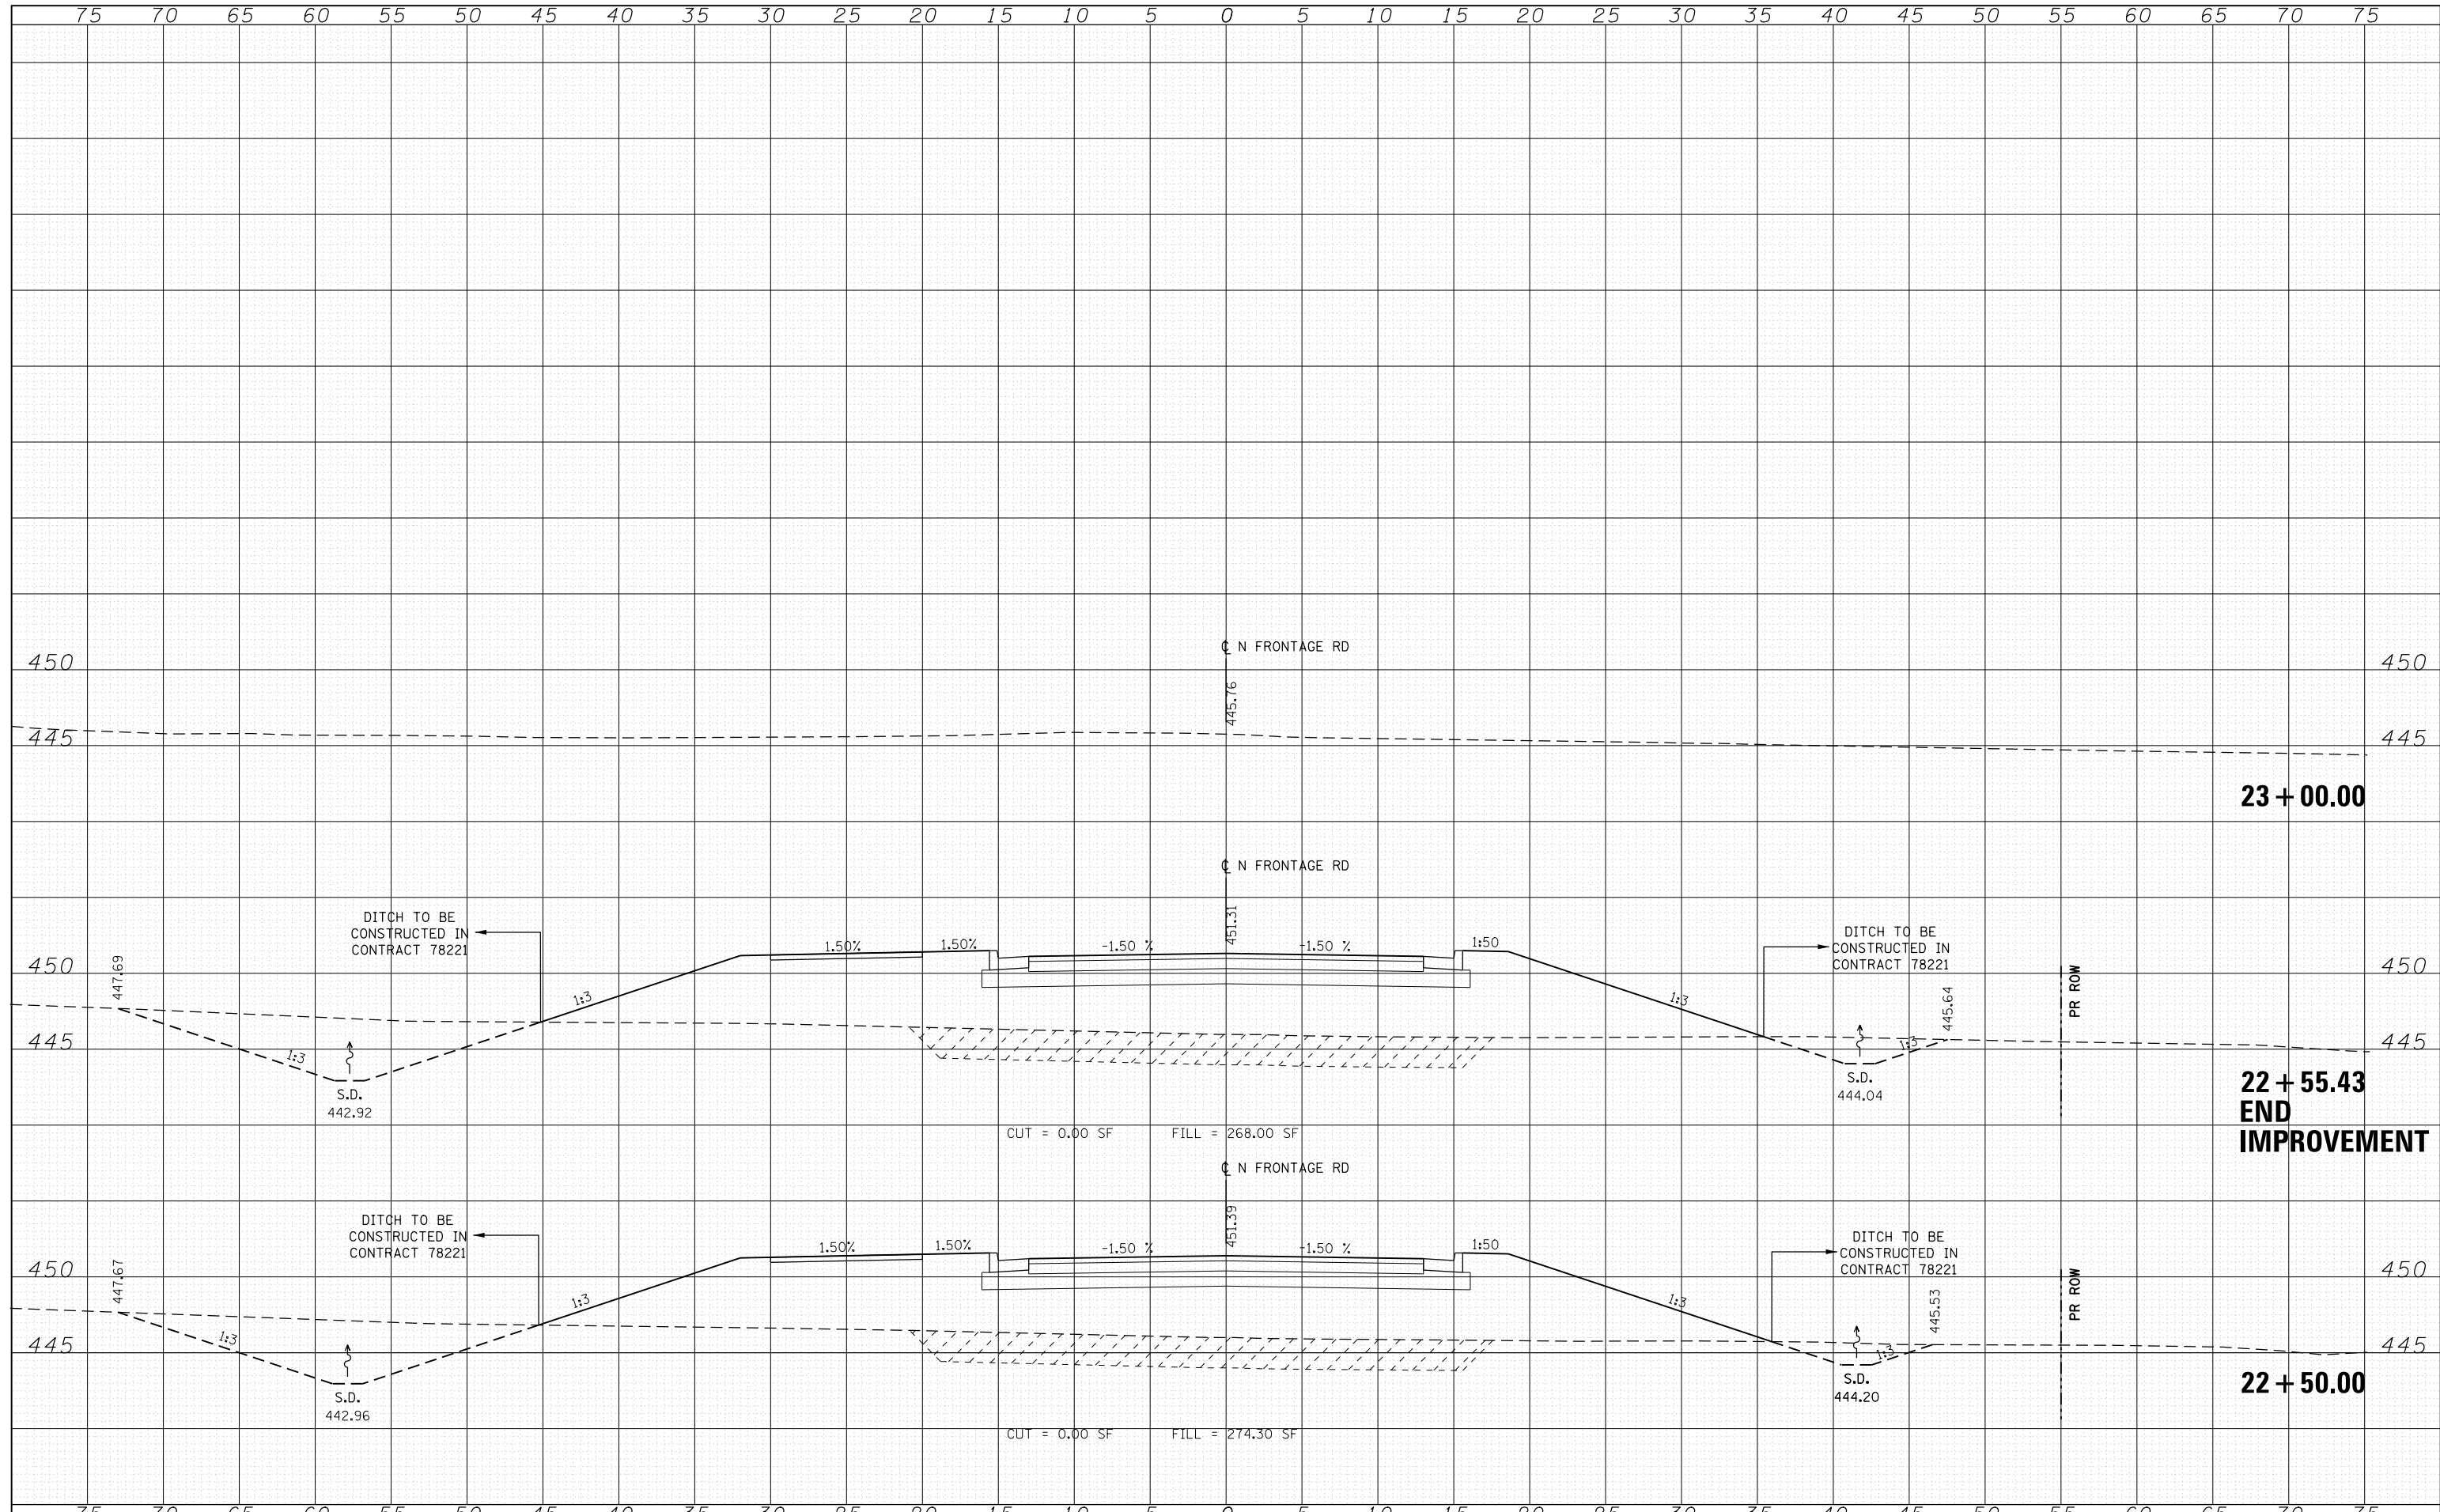 75 70 65 60 55 50 45 40 35 30 25 20 15 10 5 0 5 10 15 20 25 30 35 40 45 50 55 60 65 70 75
℄ N FRONTAGE RD
450 450
445.76
445 445
23+00.00
℄ N FRONTAGE RD
DITCH TO BE
CONSTRUCTED IN
CONTRACT 78221
451.31
1.50% 1.50% -1.50 % -1.50 % 1:50
DITCH TO BE
CONSTRUCTED IN
CONTRACT 78221
450 450
447.69
1:3 1:3
445.64
PR ROW
445 445
1:3 1:3
S.D.
442.92
S.D.
444.04
22+55.43
END
IMPROVEMENT
CUT = 0.00 SF FILL = 268.00 SF
℄ N FRONTAGE RD
DITCH TO BE
CONSTRUCTED IN
CONTRACT 78221
451.39
1.50% 1.50% -1.50 % -1.50 % 1:50
DITCH TO BE
CONSTRUCTED IN
CONTRACT 78221
450 450
447.67
1:3 1:3
445.53
PR ROW
445 445
1:3 1:3
S.D.
442.96
S.D.
444.20
22+50.00
CUT = 0.00 SF FILL = 274.30 SF
75 70 65 60 55 50 45 40 35 30 25 20 15 10 5 0 5 10 15 20 25 30 35 40 45 50 55 60 65 70 75